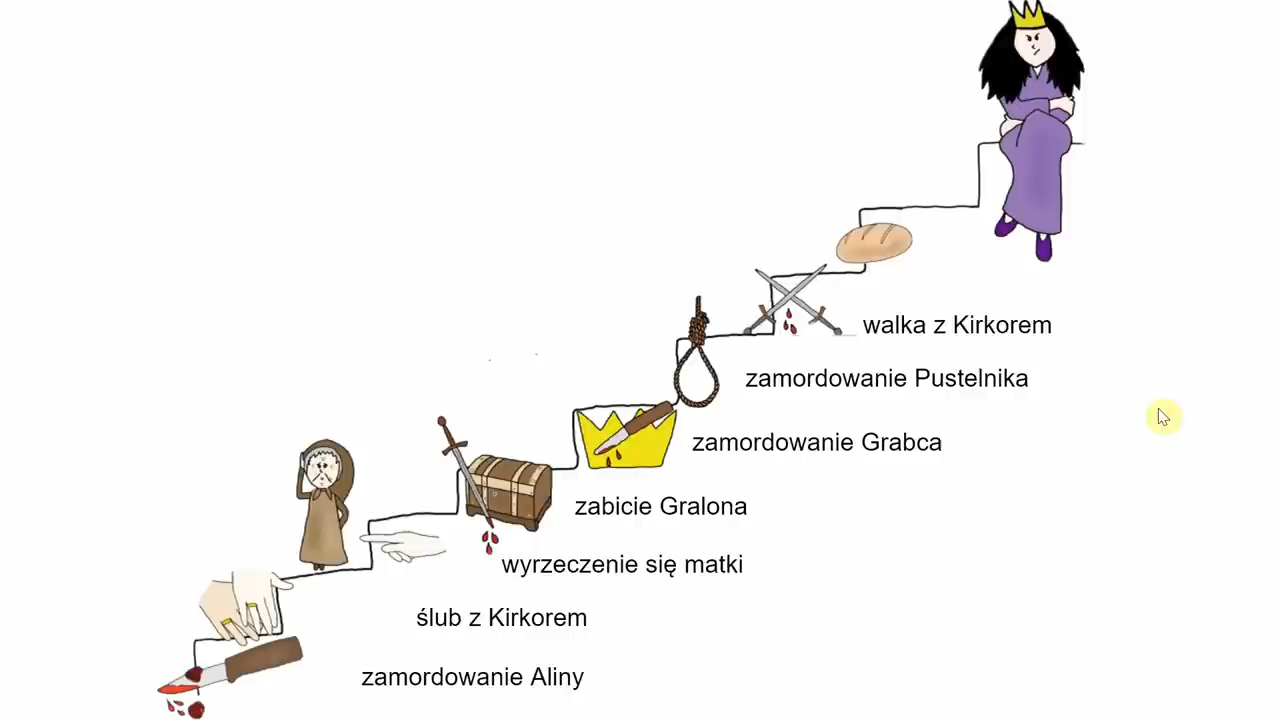 walka z Kirkorem
zamordowanie Pustelnika
zamordowanie Grabca
zabicie Gralona
wyrzeczenie się matki
ślub z Kirkorem
zamordowanie Aliny